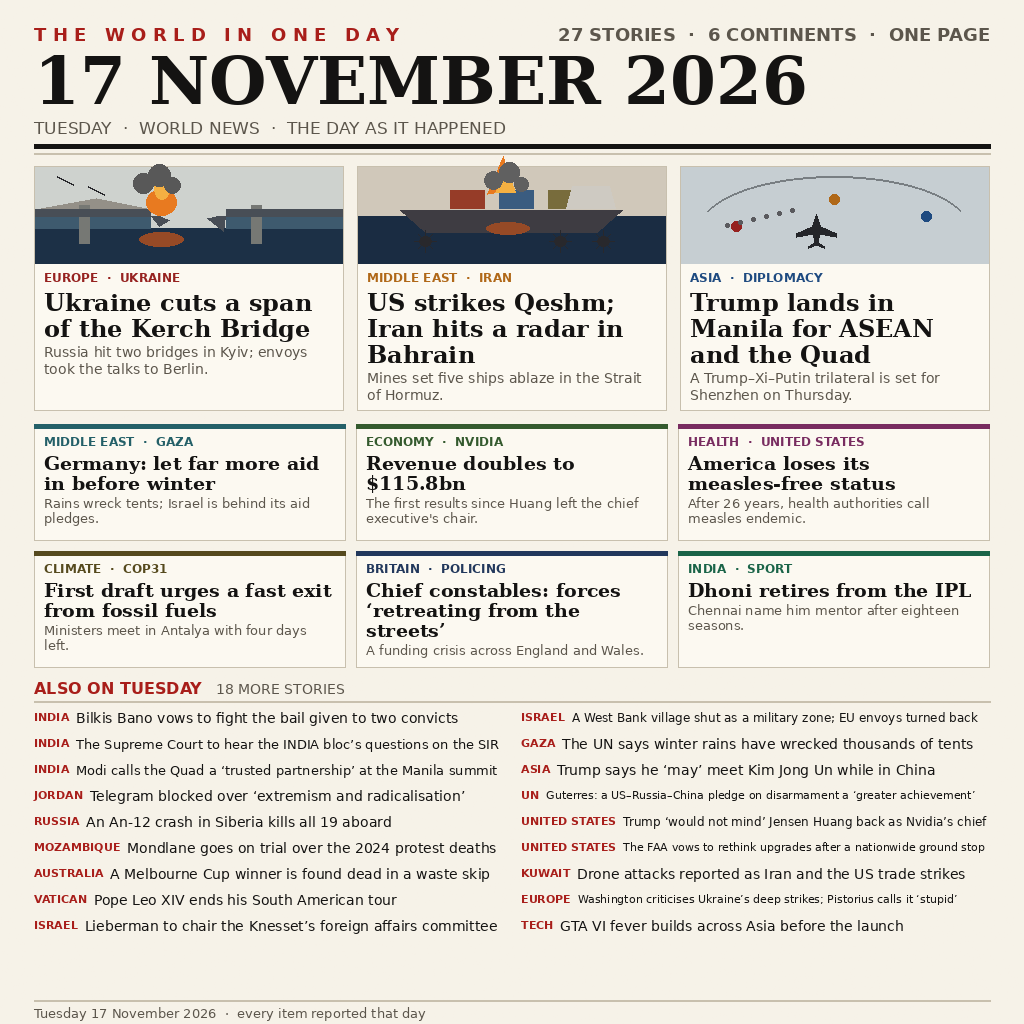 THE WORLD IN ONE DAY
27 STORIES · 6 CONTINENTS · ONE PAGE
17 NOVEMBER 2026
TUESDAY · WORLD NEWS · THE DAY AS IT HAPPENED
EUROPE · UKRAINE
Ukraine cuts a span
of the Kerch Bridge
Russia hit two bridges in Kyiv; envoys
took the talks to Berlin.
MIDDLE EAST · IRAN
US strikes Qeshm;
Iran hits a radar in
Bahrain
Mines set five ships ablaze in the Strait
of Hormuz.
ASIA · DIPLOMACY
Trump lands in
Manila for ASEAN
and the Quad
A Trump–Xi–Putin trilateral is set for
Shenzhen on Thursday.
MIDDLE EAST · GAZA
Germany: let far more aid
in before winter
Rains wreck tents; Israel is behind its aid
pledges.
ECONOMY · NVIDIA
Revenue doubles to
$115.8bn
The first results since Huang left the chief
executive's chair.
HEALTH · UNITED STATES
America loses its
measles-free status
After 26 years, health authorities call
measles endemic.
CLIMATE · COP31
First draft urges a fast exit
from fossil fuels
Ministers meet in Antalya with four days
left.
BRITAIN · POLICING
Chief constables: forces
‘retreating from the
streets’
A funding crisis across England and Wales.
INDIA · SPORT
Dhoni retires from the IPL
Chennai name him mentor after eighteen
seasons.
ALSO ON TUESDAY 18 MORE STORIES
INDIA Bilkis Bano vows to fight the bail given to two convicts
INDIA The Supreme Court to hear the INDIA bloc’s questions on the SIR
INDIA Modi calls the Quad a ‘trusted partnership’ at the Manila summit
JORDAN Telegram blocked over ‘extremism and radicalisation’
RUSSIA An An-12 crash in Siberia kills all 19 aboard
MOZAMBIQUE Mondlane goes on trial over the 2024 protest deaths
AUSTRALIA A Melbourne Cup winner is found dead in a waste skip
VATICAN Pope Leo XIV ends his South American tour
ISRAEL Lieberman to chair the Knesset’s foreign affairs committee
ISRAEL A West Bank village shut as a military zone; EU envoys turned back
GAZA The UN says winter rains have wrecked thousands of tents
ASIA Trump says he ‘may’ meet Kim Jong Un while in China
UN Guterres: a US–Russia–China pledge on disarmament a ‘greater achievement’
UNITED STATES Trump ‘would not mind’ Jensen Huang back as Nvidia’s chief
UNITED STATES The FAA vows to rethink upgrades after a nationwide ground stop
KUWAIT Drone attacks reported as Iran and the US trade strikes
EUROPE Washington criticises Ukraine’s deep strikes; Pistorius calls it ‘stupid’
TECH GTA VI fever builds across Asia before the launch
Tuesday 17 November 2026 · every item reported that day